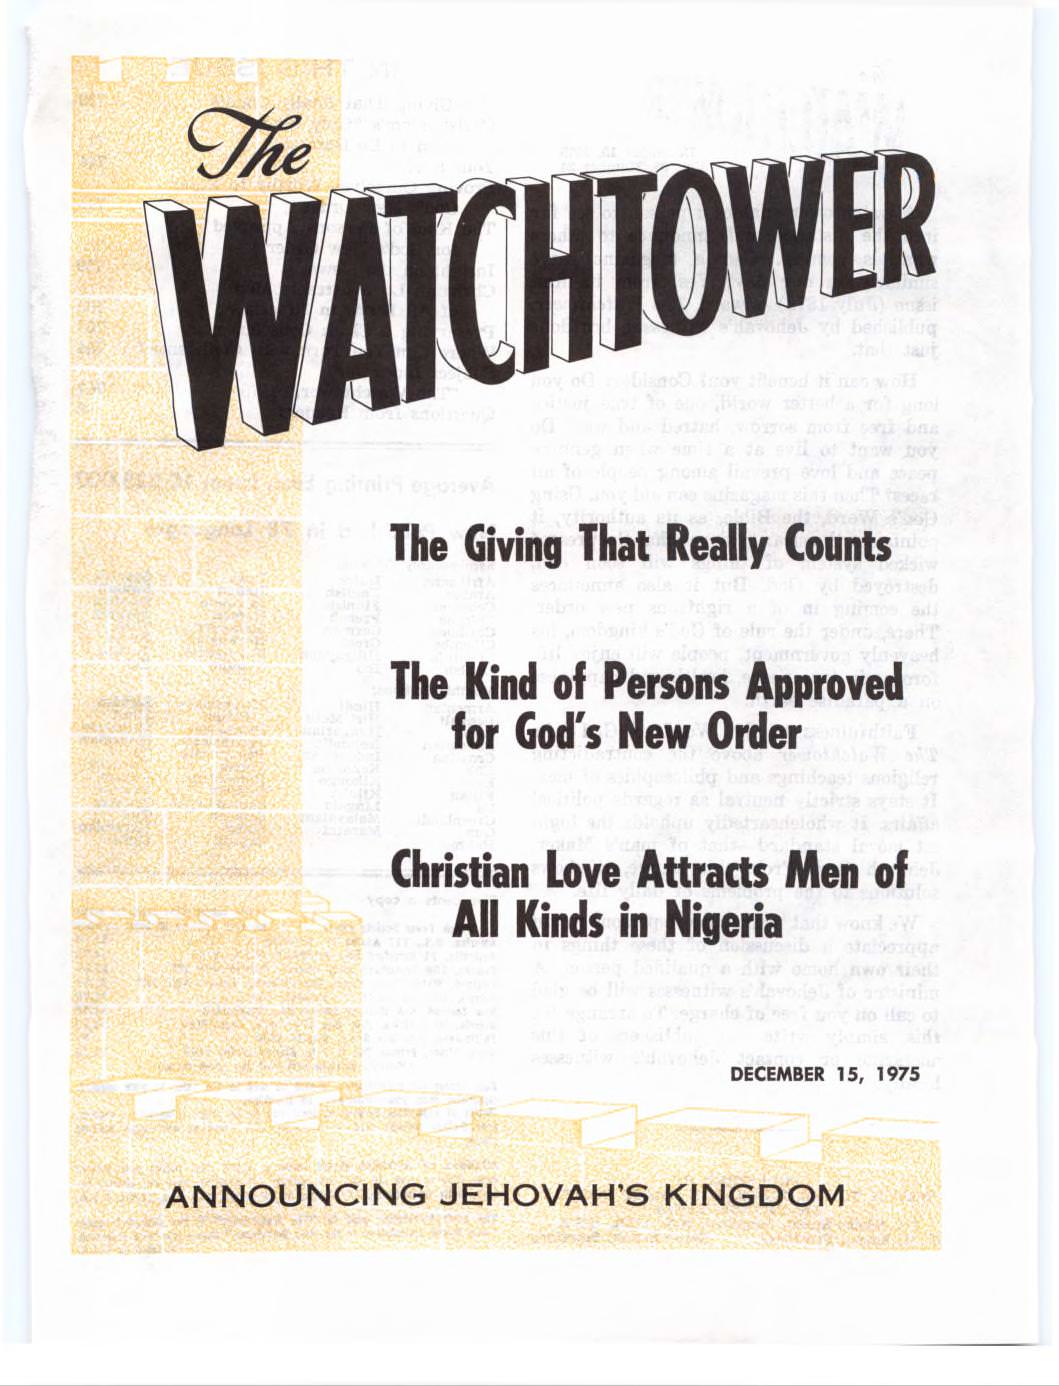 The
WATCHTOWER
The Giving That Really Counts
The Kind of Persons Approved
for God's New Order
Christian Love Attracts Men of
All Kinds in Nigeria
DECEMBER 15, 1975
ANNOUNCING JEHOVAH'S KINGDOM